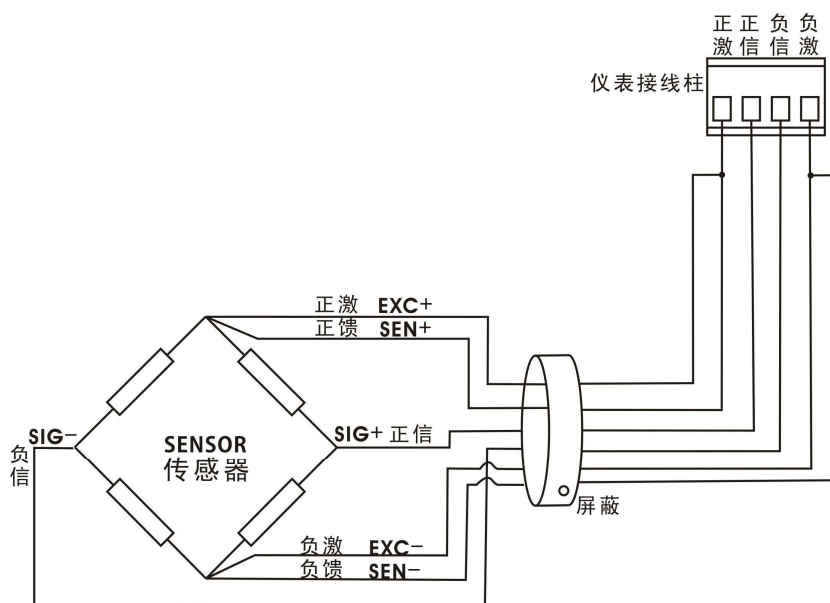 正激 正信 负信 负激
仪表接线柱
正激 EXC+
正馈 SEN+
SIG-
负信
SENSOR
传感器
SIG+ 正信
屏蔽
负激 EXC-
负馈 SEN-